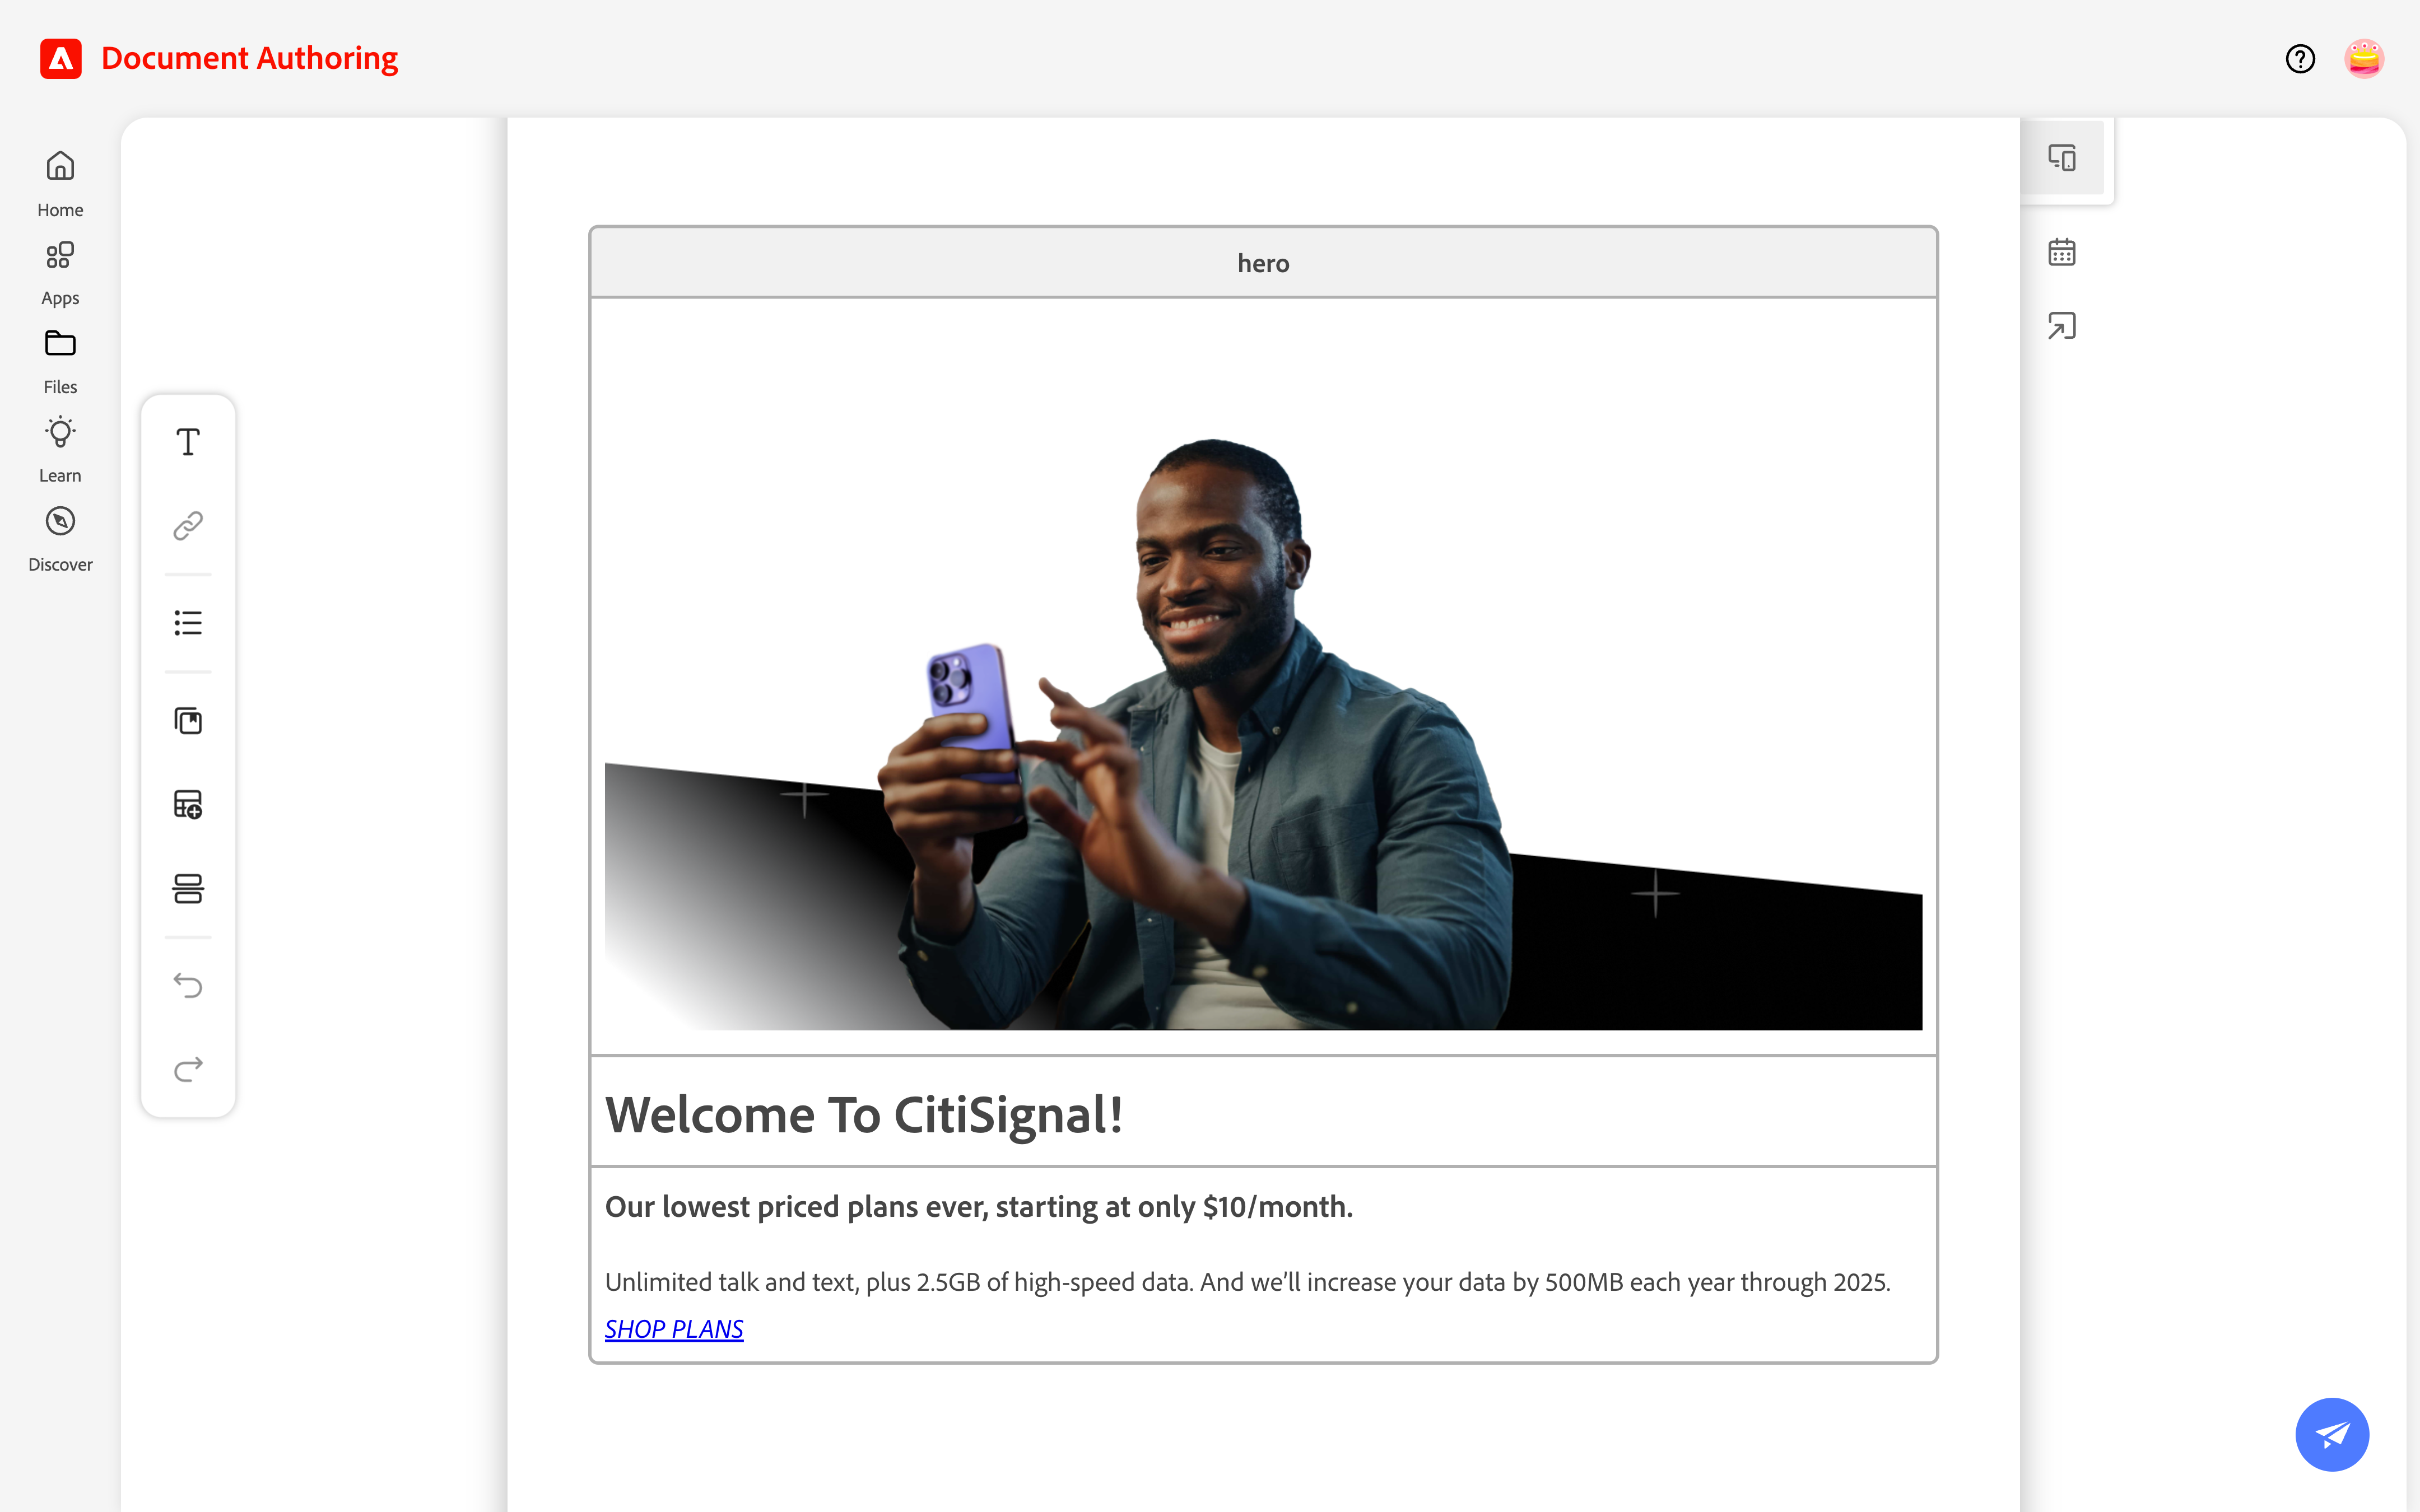 Document Authoring
Home
Apps
Files
Learn
Discover
hero
Welcome To CitiSignal!
Our lowest priced plans ever, starting at only $10/month.
Unlimited talk and text, plus 2.5GB of high-speed data. And we’ll increase your data by 500MB each year through 2025.
SHOP PLANS